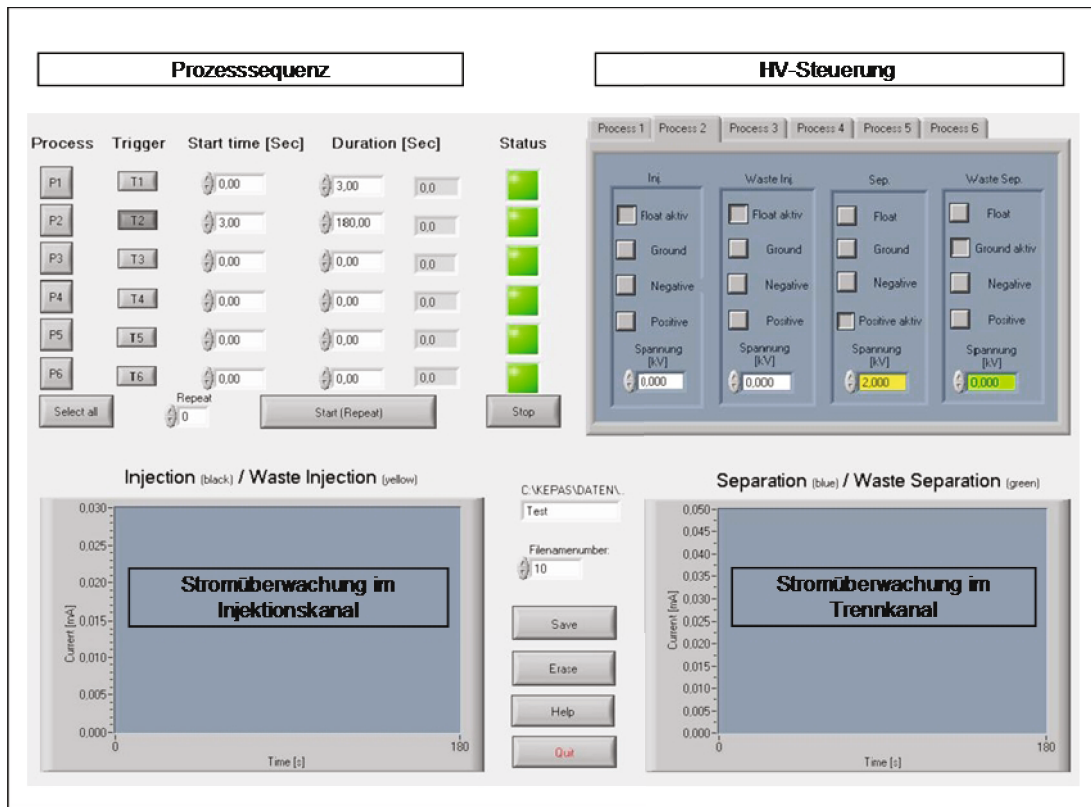 Prozesssequenz
HV-Steuerung
Process Trigger Start time [Sec] Duration [Sec] Status
P1 T1 0,00 3,00 0,0
P2 T2 3,00 180,00 0,0
P3 T3 0,00 0,00 0,0
P4 T4 0,00 0,00 0,0
P5 T5 0,00 0,00 0,0
P6 T6 0,00 0,00 0,0
Select all
Repeat
0
Start (Repeat)
Stop
Process 1 Process 2 Process 3 Process 4 Process 5 Process 6
Inj. Waste Inj. Sep. Waste Sep.
Float aktiv Float aktiv Float Float
Ground Ground Ground Ground aktiv
Negative Negative Negative Negative
Positive Positive Positive aktiv Positive
Spannung Spannung Spannung Spannung
[kV] [kV] [kV] [kV]
0,000 0,000 2,000 0,000
Injection (black) / Waste Injection (yellow)
0,030
0,025
0,020
0,015
0,010
0,005
0,000
Current [mA]
Stromüberwachung im
Injektionskanal
0 180
Time [s]
C:\KEPAS\DATEN\..
Test
Filenamenumber:
10
Save
Erase
Help
Quit
Separation (blue) / Waste Separation (green)
0,050
0,045
0,040
0,035
0,030
0,025
0,020
0,015
0,010
0,005
0,000
Current [mA]
Stromüberwachung im
Trennkanal
0 180
Time [s]